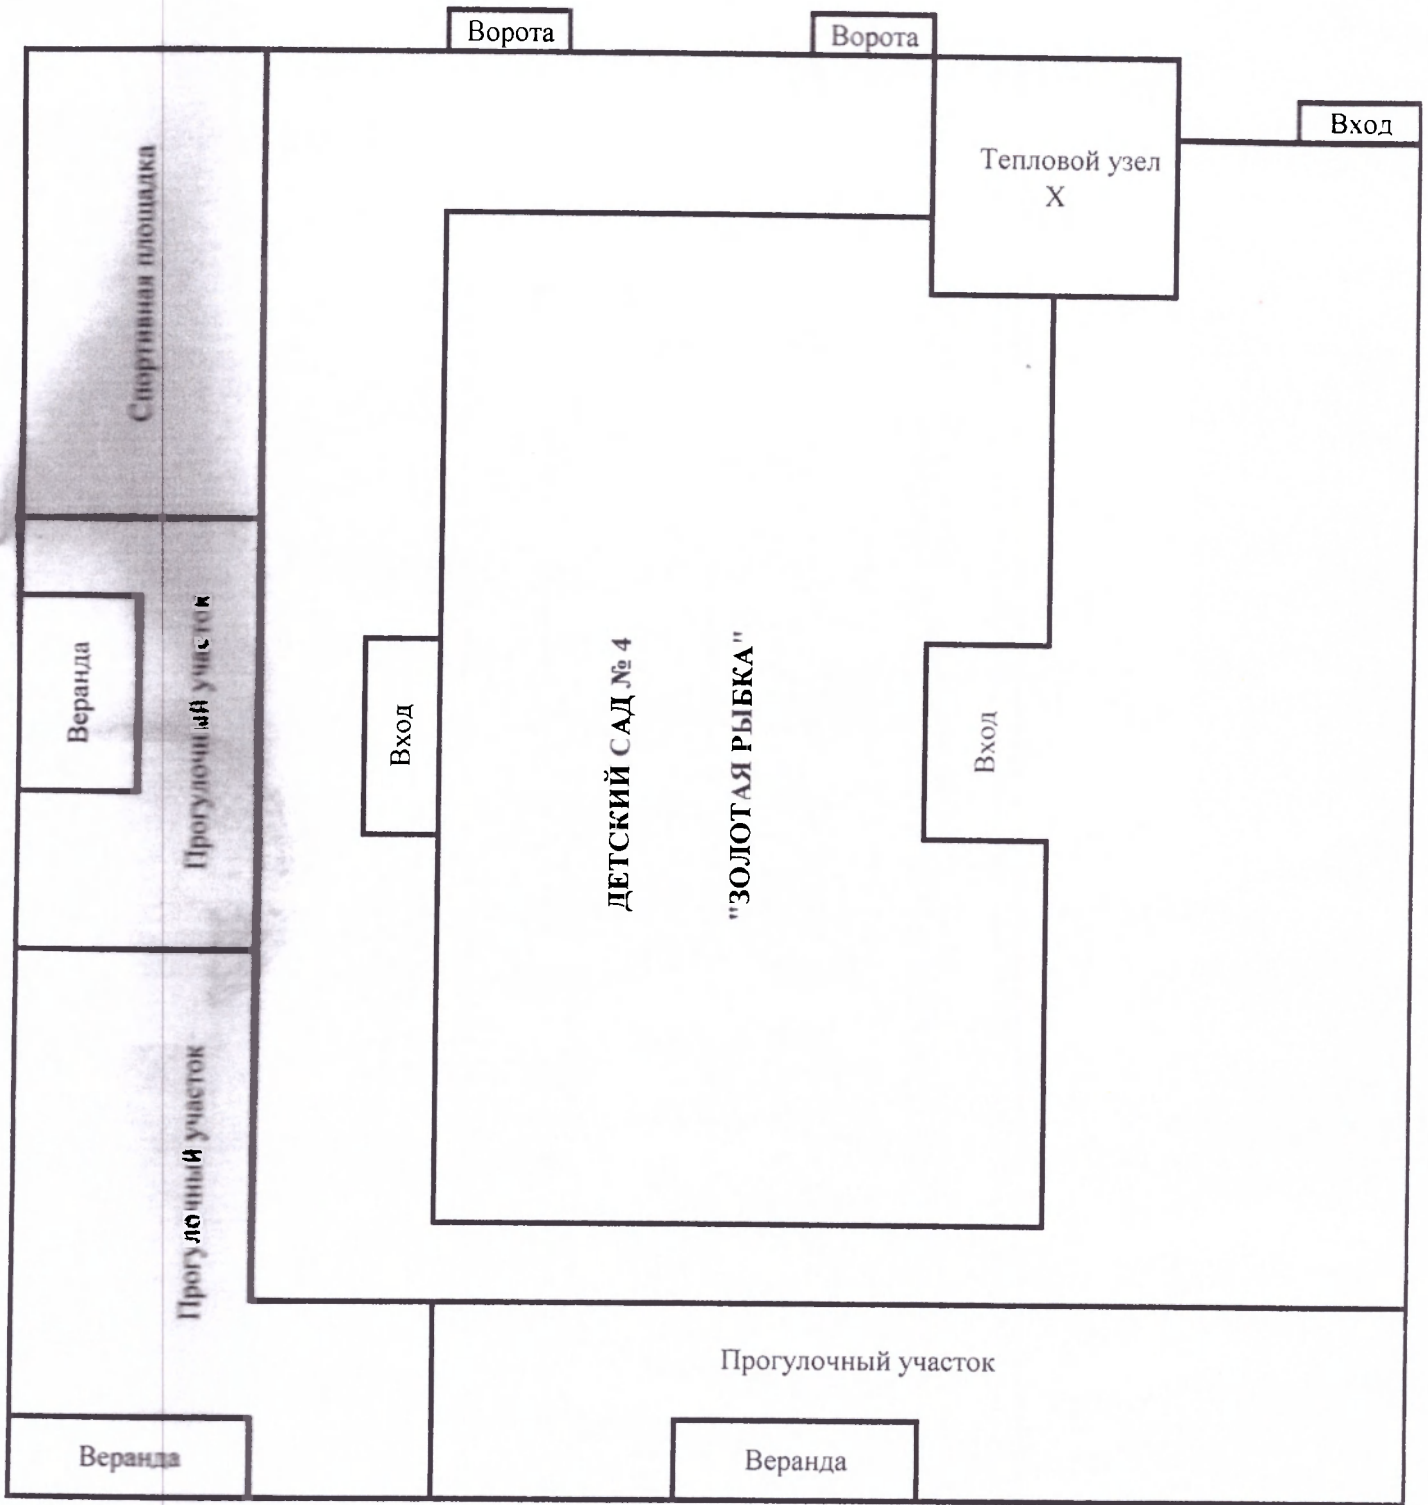 Ворота
Ворота
Вход
Тепловой узел
X
Спортивная площадка
Веранда
Прогулочный участок
Вход
ДЕТСКИЙ САД № 4
"ЗОЛОТАЯ РЫБКА"
Вход
Прогулочный участок
Прогулочный участок
Веранда
Веранда